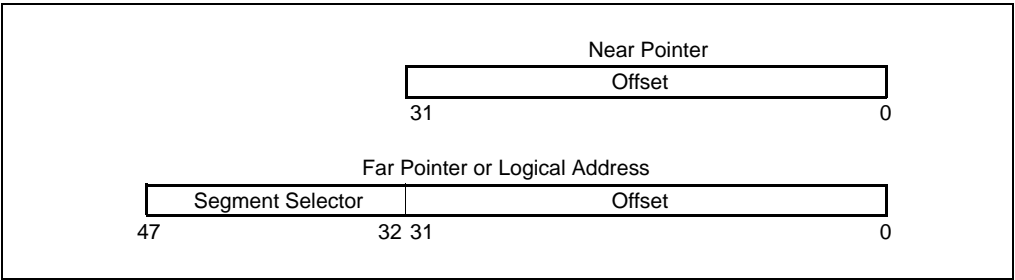 Near Pointer
Offset
31 0
Far Pointer or Logical Address
Segment Selector Offset
47 32 31 0